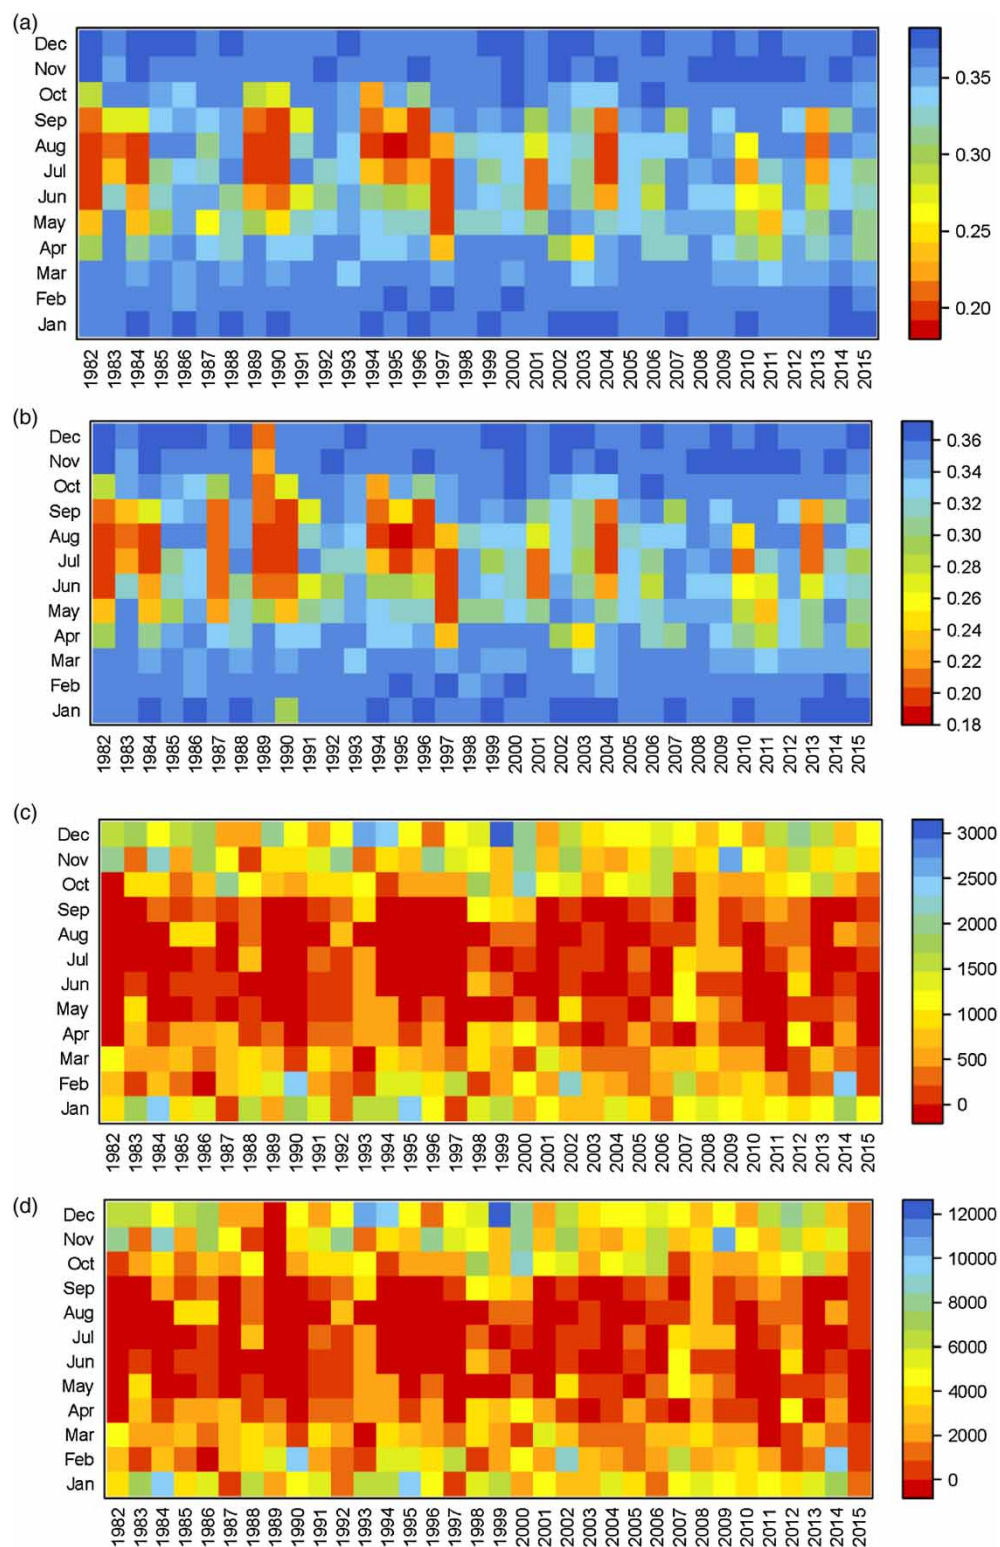 (a)
Dec
Nov
Oct
Sep
Aug
Jul
Jun
May
Apr
Mar
Feb
Jan
1982 1983 1984 1985 1986 1987 1988 1989 1990 1991 1992 1993 1994 1995 1996 1997 1998 1999 2000 2001 2002 2003 2004 2005 2006 2007 2008 2009 2010 2011 2012 2013 2014 2015
0.35
0.30
0.25
0.20
(b)
Dec
Nov
Oct
Sep
Aug
Jul
Jun
May
Apr
Mar
Feb
Jan
1982 1983 1984 1985 1986 1987 1988 1989 1990 1991 1992 1993 1994 1995 1996 1997 1998 1999 2000 2001 2002 2003 2004 2005 2006 2007 2008 2009 2010 2011 2012 2013 2014 2015
0.36
0.34
0.32
0.30
0.28
0.26
0.24
0.22
0.20
0.18
(c)
Dec
Nov
Oct
Sep
Aug
Jul
Jun
May
Apr
Mar
Feb
Jan
1982 1983 1984 1985 1986 1987 1988 1989 1990 1991 1992 1993 1994 1995 1996 1997 1998 1999 2000 2001 2002 2003 2004 2005 2006 2007 2008 2009 2010 2011 2012 2013 2014 2015
3000
2500
2000
1500
1000
500
0
(d)
Dec
Nov
Oct
Sep
Aug
Jul
Jun
May
Apr
Mar
Feb
Jan
1982 1983 1984 1985 1986 1987 1988 1989 1990 1991 1992 1993 1994 1995 1996 1997 1998 1999 2000 2001 2002 2003 2004 2005 2006 2007 2008 2009 2010 2011 2012 2013 2014 2015
12000
10000
8000
6000
4000
2000
0